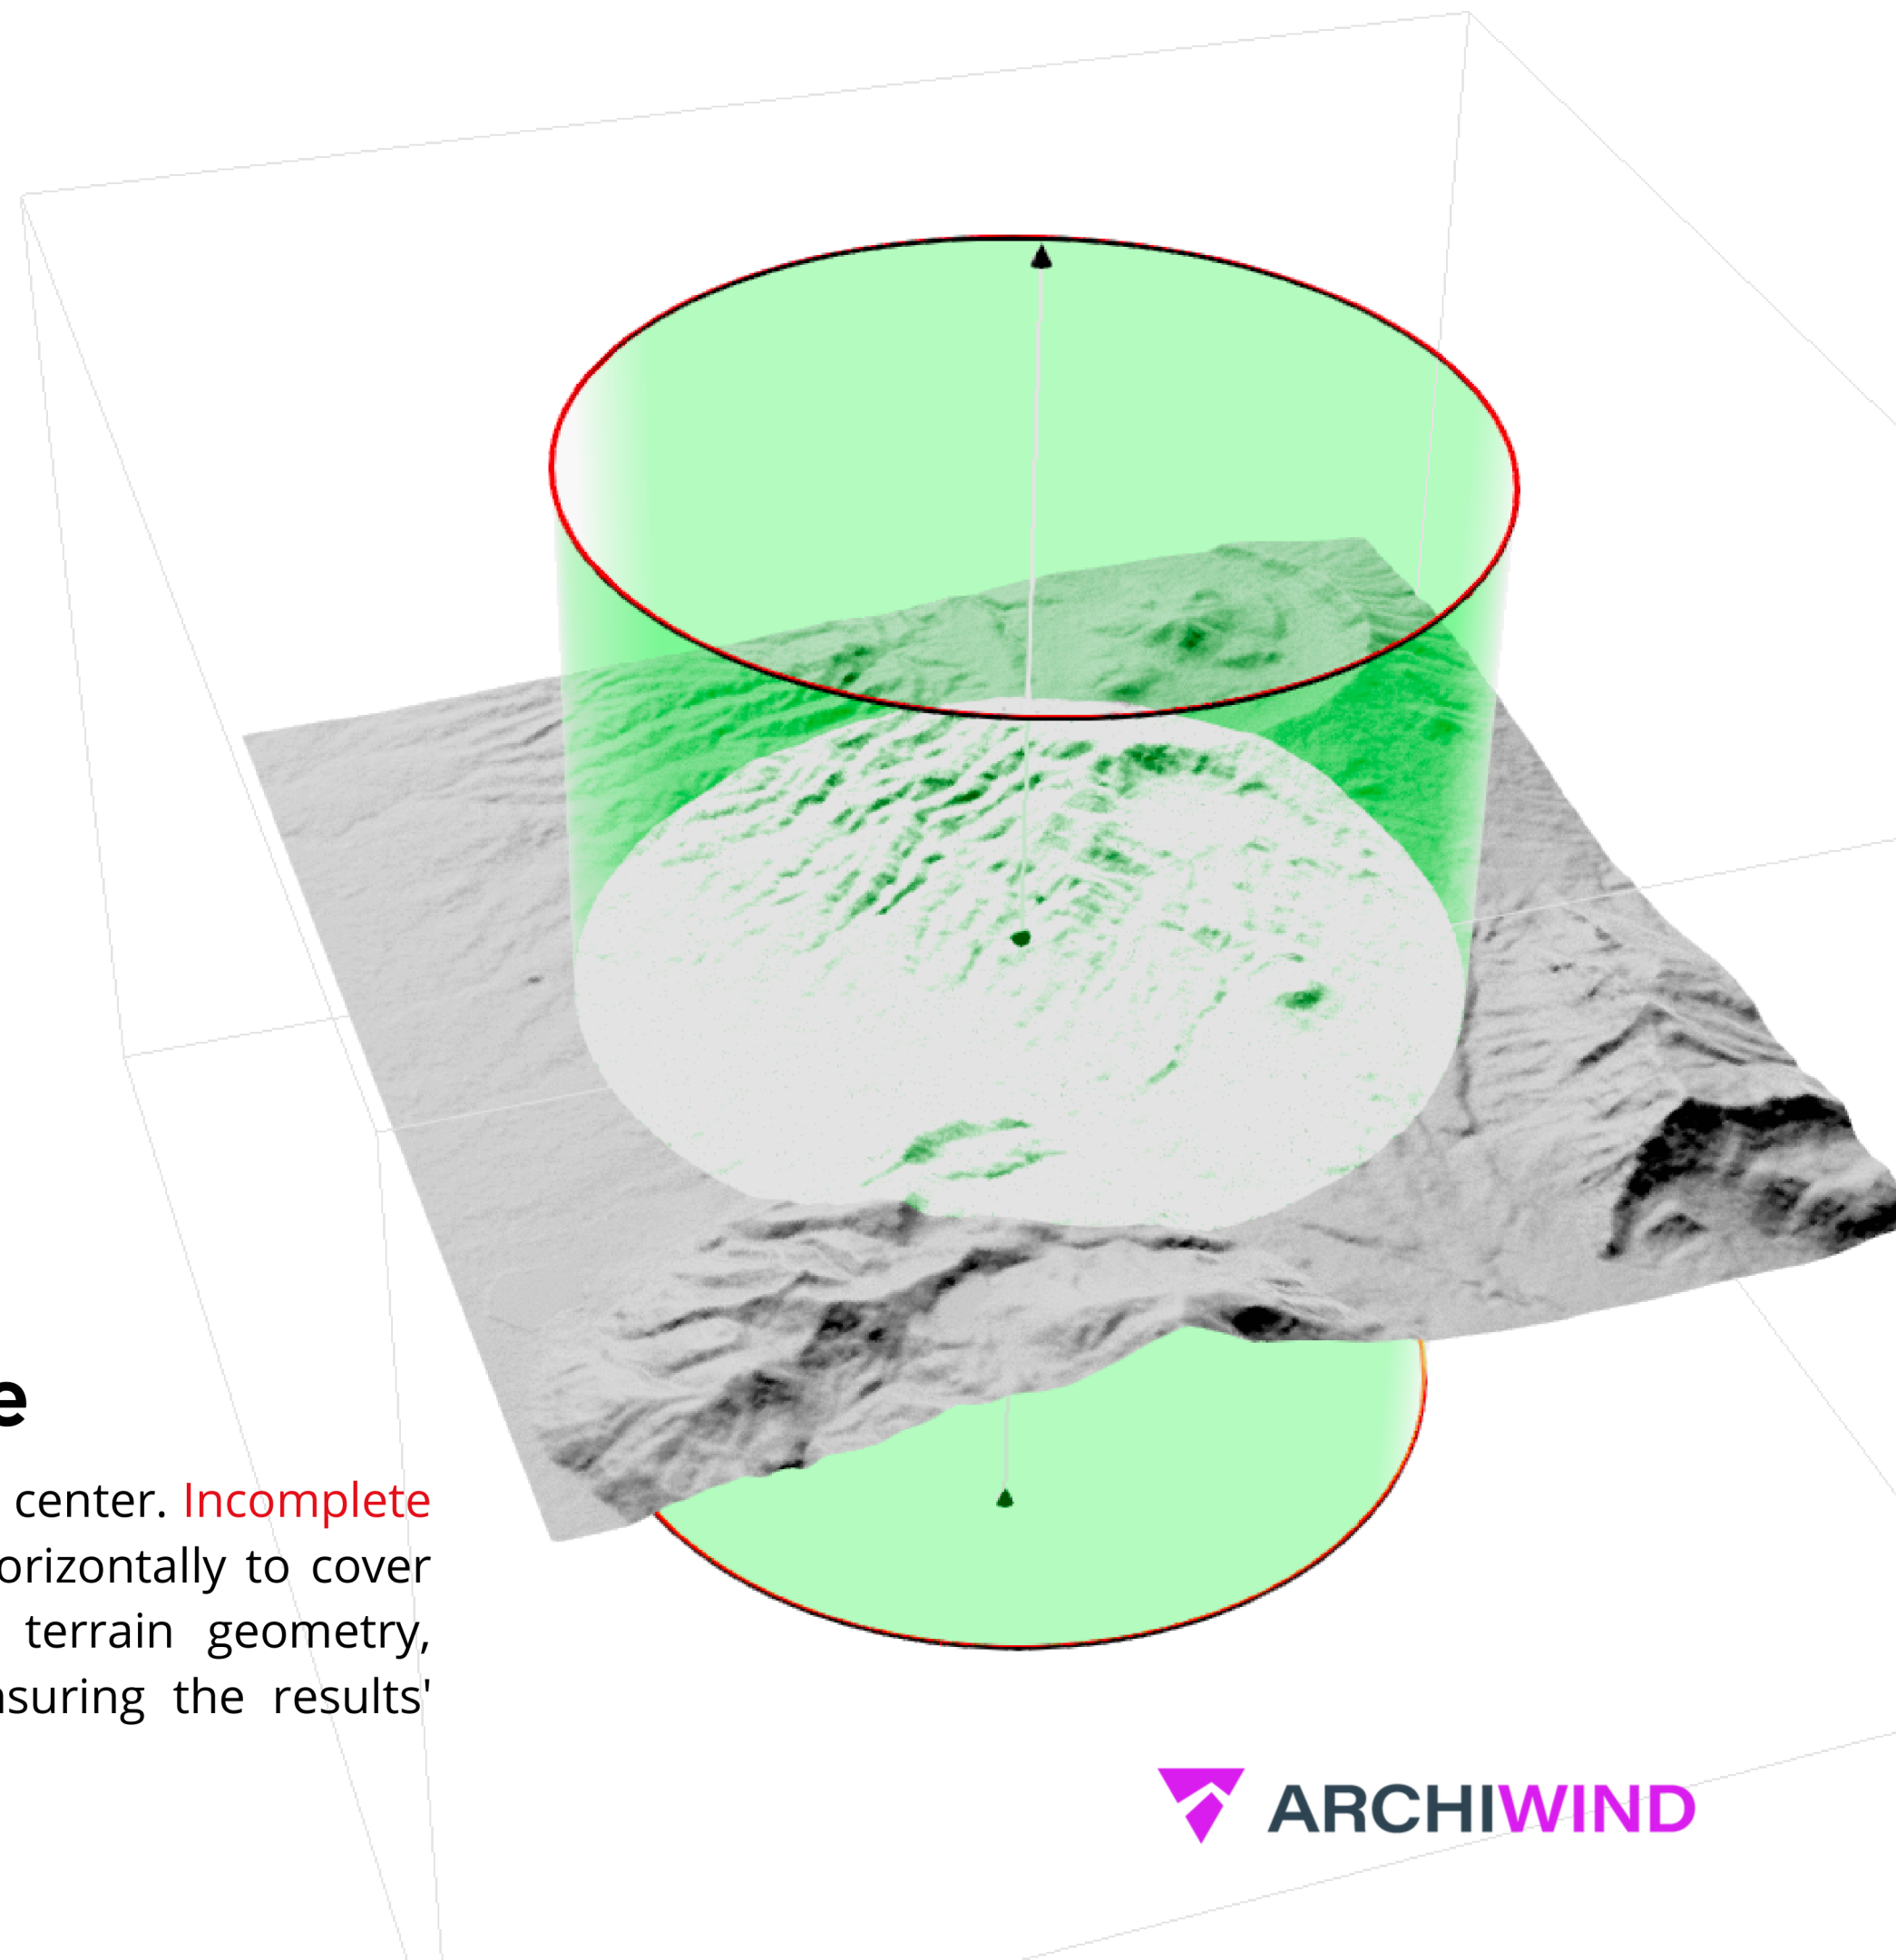 e
center. Incomplete
orizontally to cover
terrain geometry,
nsuring the results'
ARCHIWIND